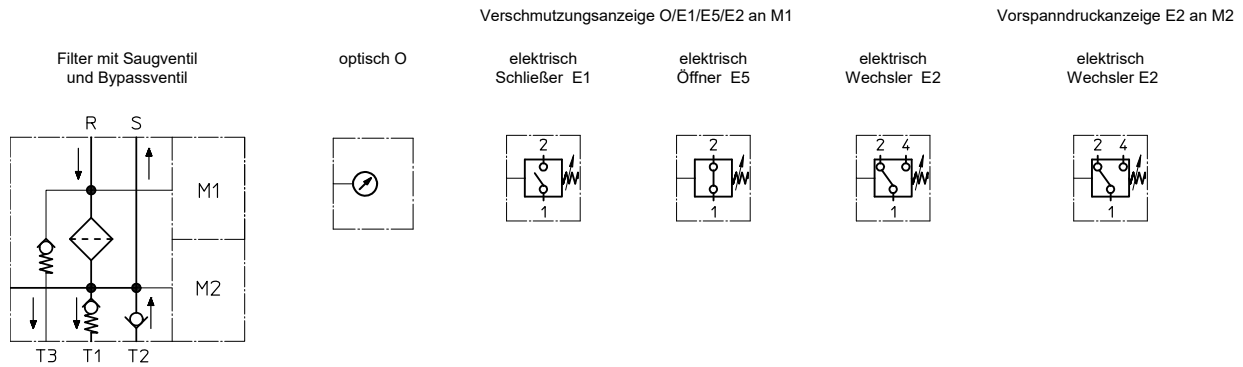 Verschmutzungsanzeige O/E1/E5/E2 an M1
Vorspanndruckanzeige E2 an M2
Filter mit Saugventil
und Bypassventil
optisch O
elektrisch
Schließer E1
elektrisch
Öffner E5
elektrisch
Wechsler E2
elektrisch
Wechsler E2
R S
M1
M2
T3 T1 T2
2
1
2
1
2 4
1
2 4
1